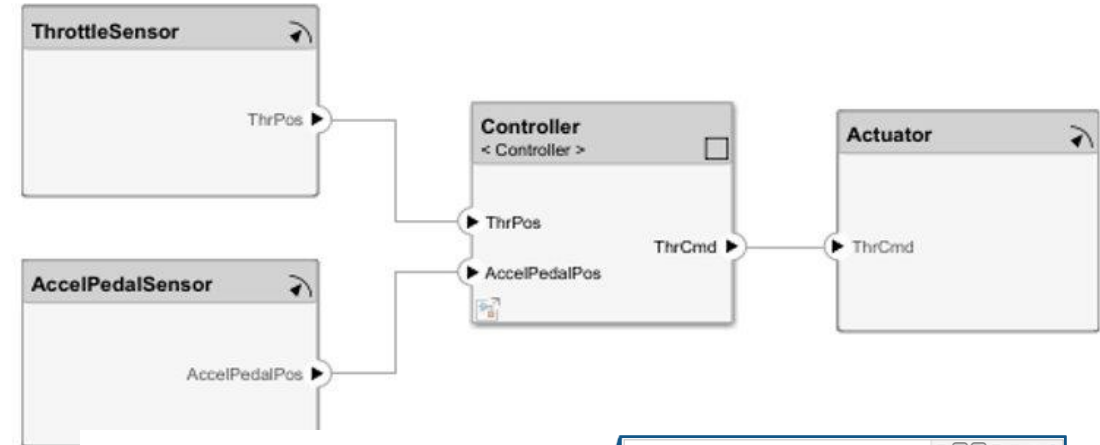 ThrottleSensor
ThrPos
AccelPedalSensor
AccelPedalPos
Controller
< Controller >
ThrPos
ThrCmd
AccelPedalPos
Actuator
ThrCmd